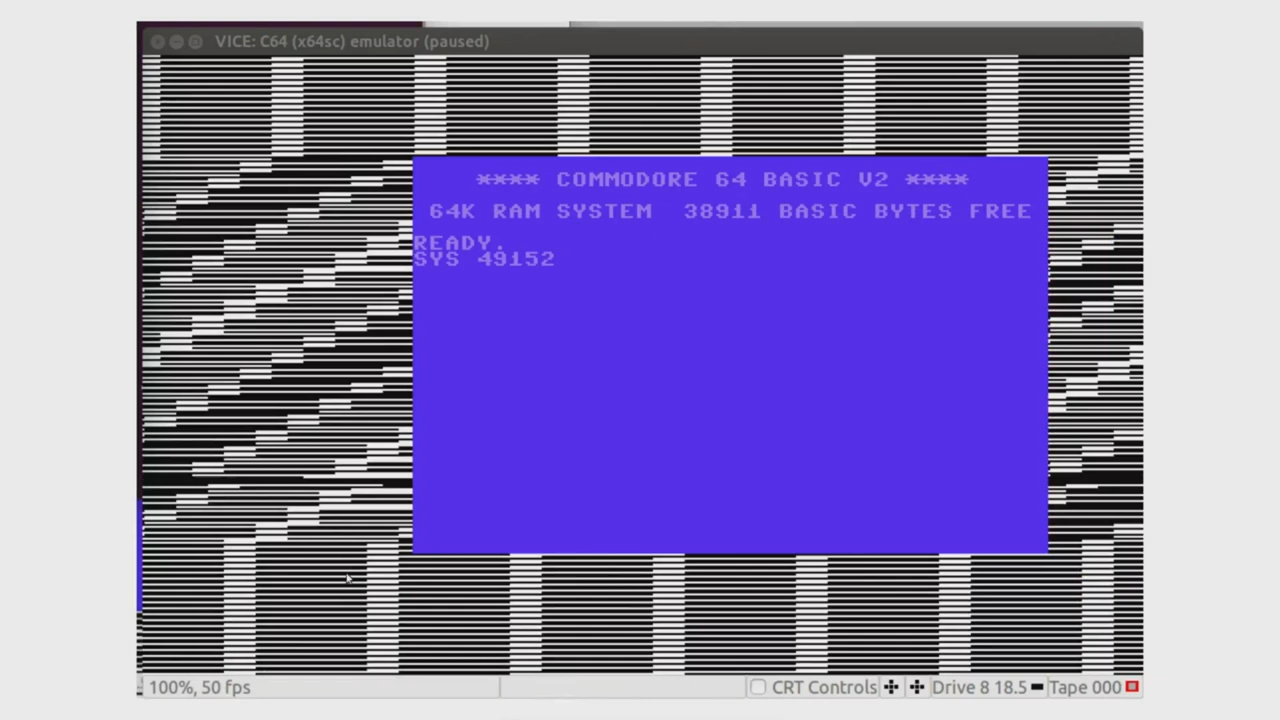 VICE: C64 (x64sc) emulator (paused)
**** COMMODORE 64 BASIC V2 ****
64K RAM SYSTEM  38911 BASIC BYTES FREE
READY.
SYS 49152
100%, 50 fps
CRT Controls
Drive 8 18.5
Tape 000